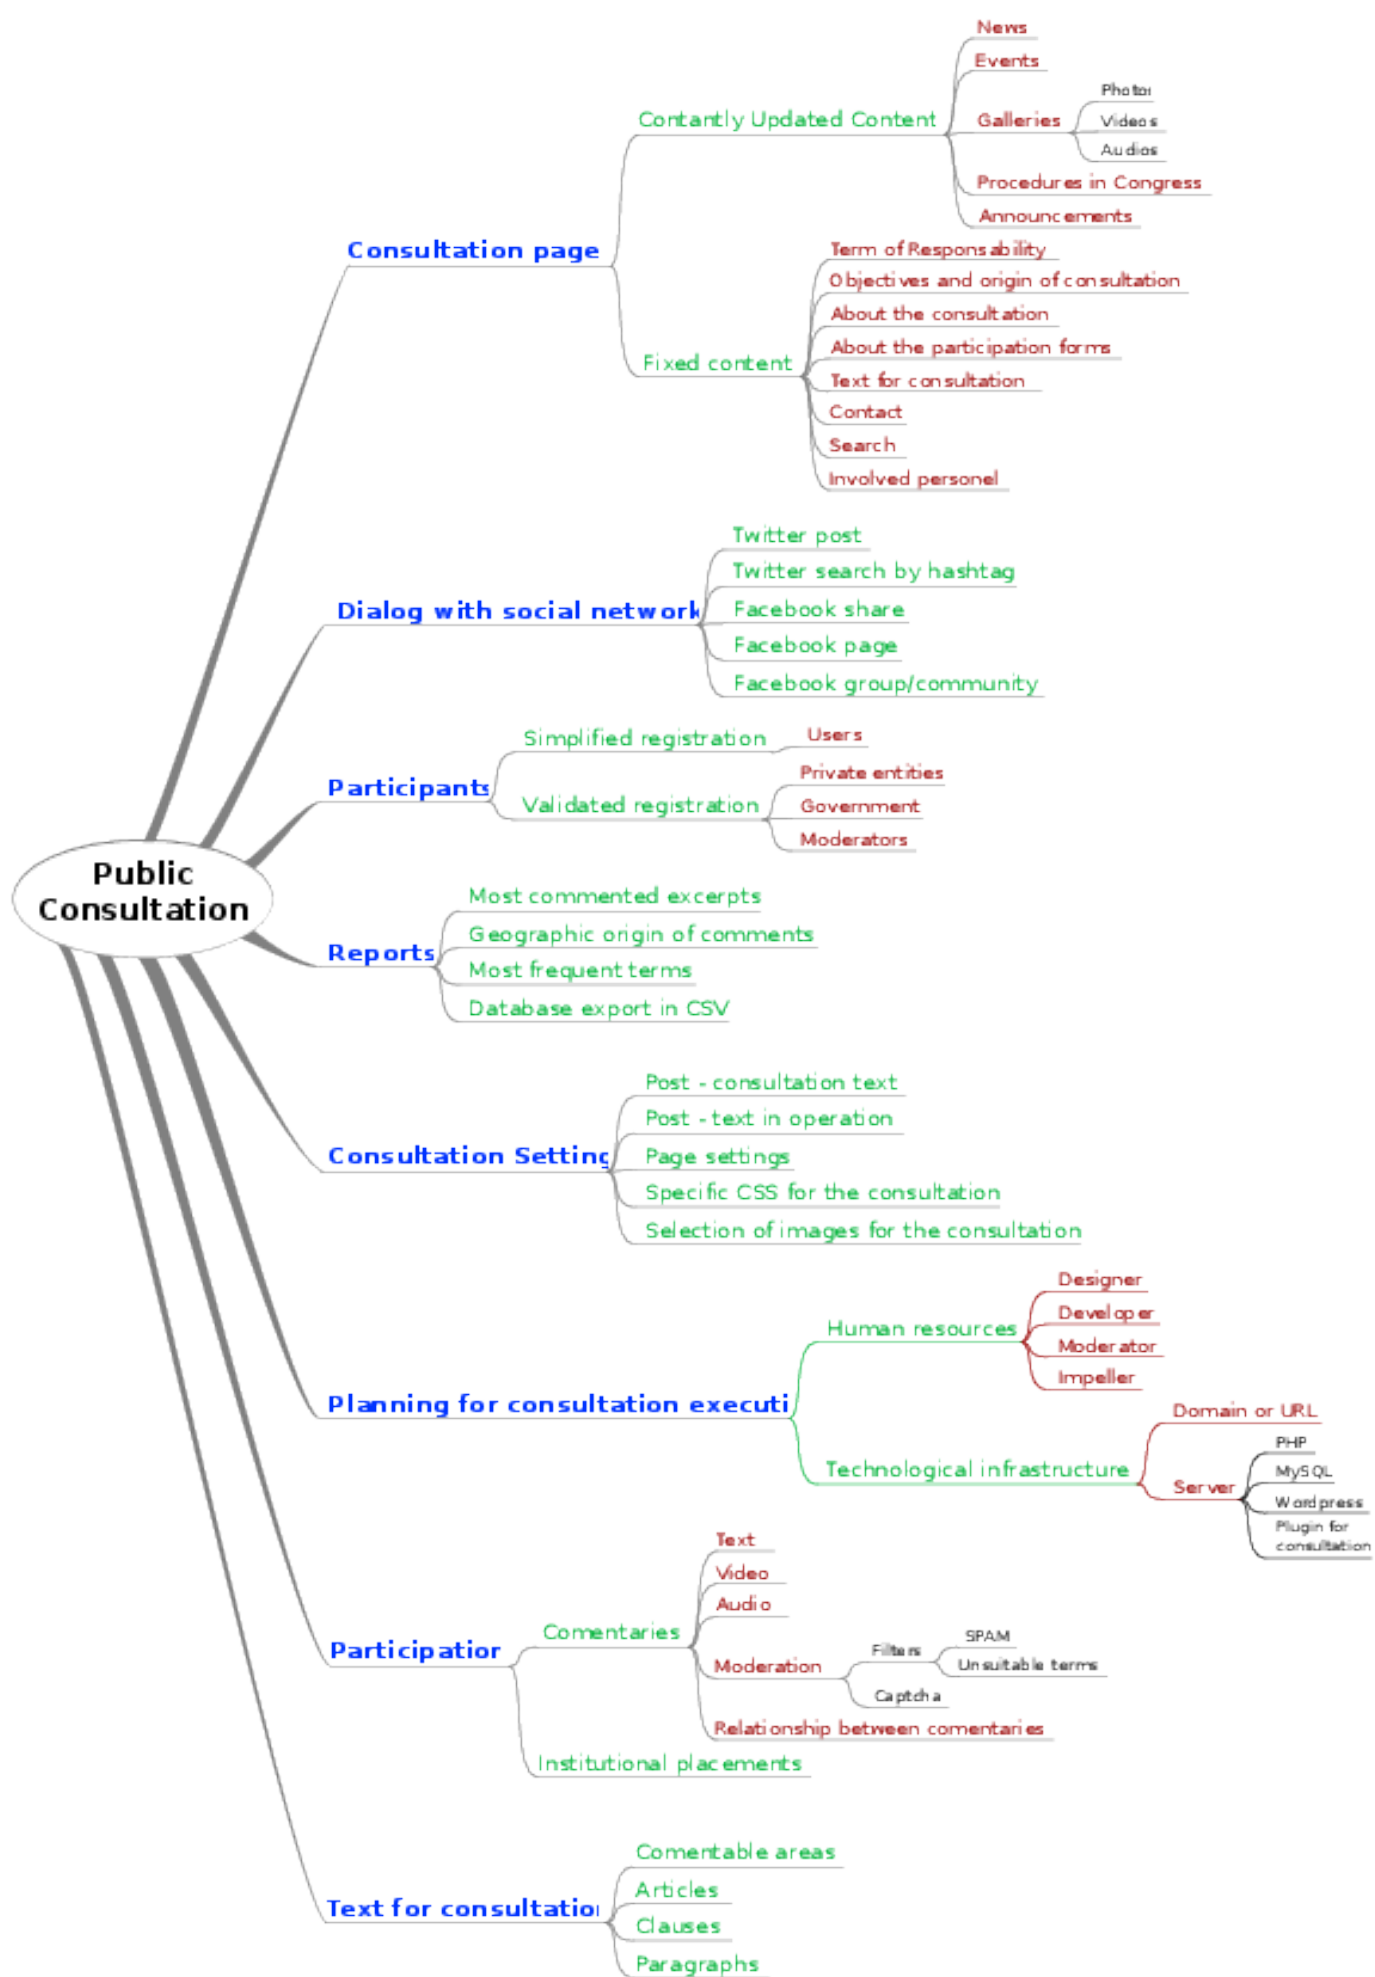 News
Events
Contantly Updated Content
Galleries
Photo
Videos
Audios
Procedures in Congress
Announcements
Consultation page
Term of Responsability
Objectives and origin of consultation
About the consultation
About the participation forms
Fixed content
Text for consultation
Contact
Search
Involved personel
Twitter post
Twitter search by hashtag
Dialog with social network
Facebook share
Facebook page
Facebook group/community
Simplified registration
Users
Participants
Private entities
Validated registration
Government
Moderators
Public
Consultation
Most commented excerpts
Geographic origin of comments
Reports
Most frequent terms
Database export in CSV
Post - consultation text
Post - text in operation
Consultation Setting
Page settings
Specific CSS for the consultation
Selection of images for the consultation
Designer
Human resources
Developer
Moderator
Impeller
Planning for consultation executi
Domain or URL
Technological infrastructure
Server
PHP
MySQL
Wordpress
Plugin for
consultation
Text
Video
Audio
Comentaries
Participation
Moderation
Filters
SPAM
Unsuitable terms
Captcha
Relationship between comentaries
Institutional placements
Comentable areas
Articles
Text for consultation
Clauses
Paragraphs